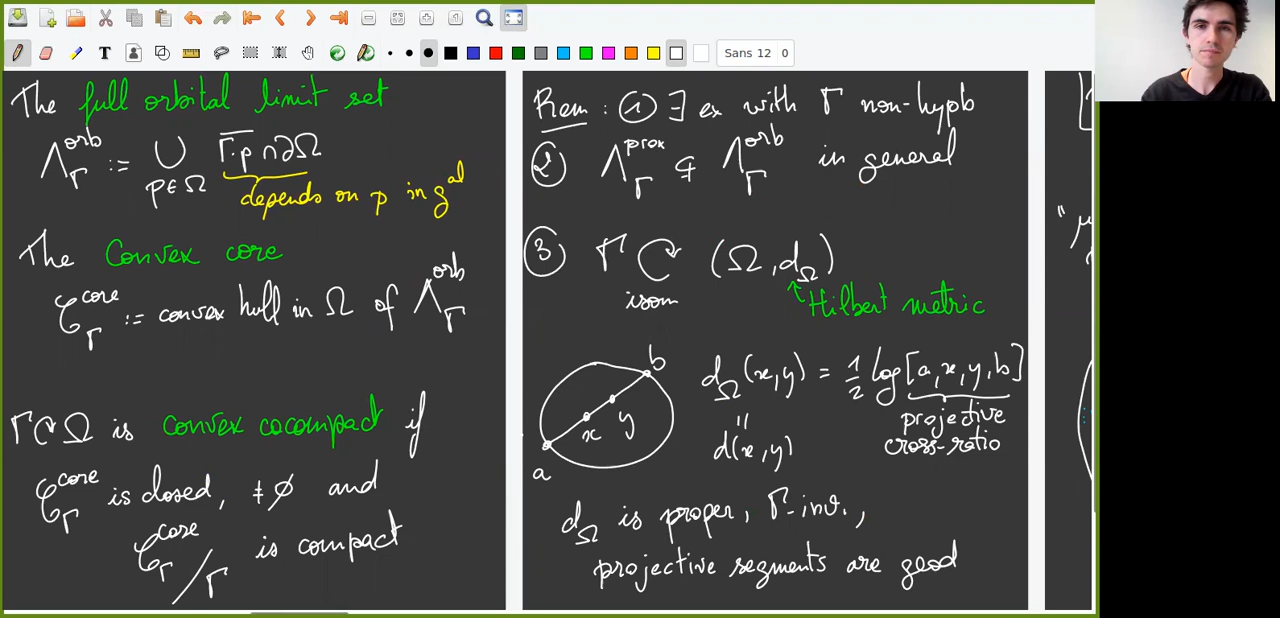 T
Sans 12 0
The full orbital limit set
Λ_Γ^orb := ∪_{p∈Ω} \overline{Γ·p} ∩ ∂Ω
depends on p in g^al
The Convex core
𝒞_Γ^core := convex hull in Ω of Λ_Γ^orb
Γ↷Ω is convex cocompact if
𝒞_Γ^core is closed, ≠∅ and
𝒞_Γ^core/Γ is compact
Rem : ① ∃ ex with Γ non-hypb
② Λ_Γ^prox ⊊ Λ_Γ^orb in general
③ Γ ↷ (Ω, d_Ω)
isom
Hilbert metric
a x y b
d_Ω(x,y) = 1/2 log[a,x,y,b]
projective
cross-ratio
=
d(x,y)
d_Ω is proper, Γ-inv.,
projective segments are geod